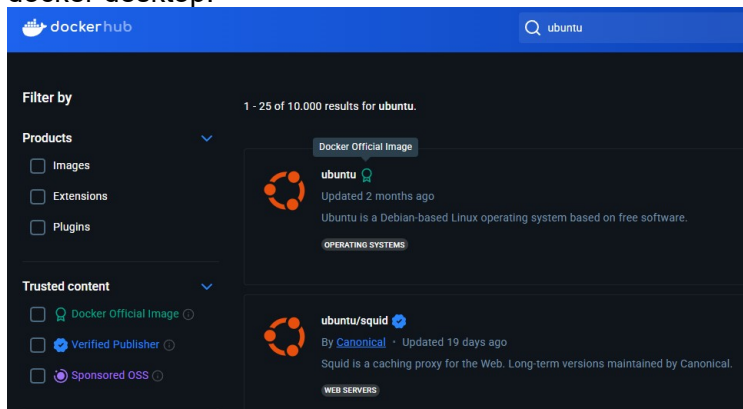 docker desktop.
dockerhub
ubuntu
Filter by
1 - 25 of 10.000 results for ubuntu.
Products
Images
Extensions
Plugins
Docker Official Image
ubuntu
Updated 2 months ago
Ubuntu is a Debian-based Linux operating system based on free software.
OPERATING SYSTEMS
Trusted content
Docker Official Image
Verified Publisher
Sponsored OSS
ubuntu/squid
By Canonical · Updated 19 days ago
Squid is a caching proxy for the Web. Long-term versions maintained by Canonical.
WEB SERVERS